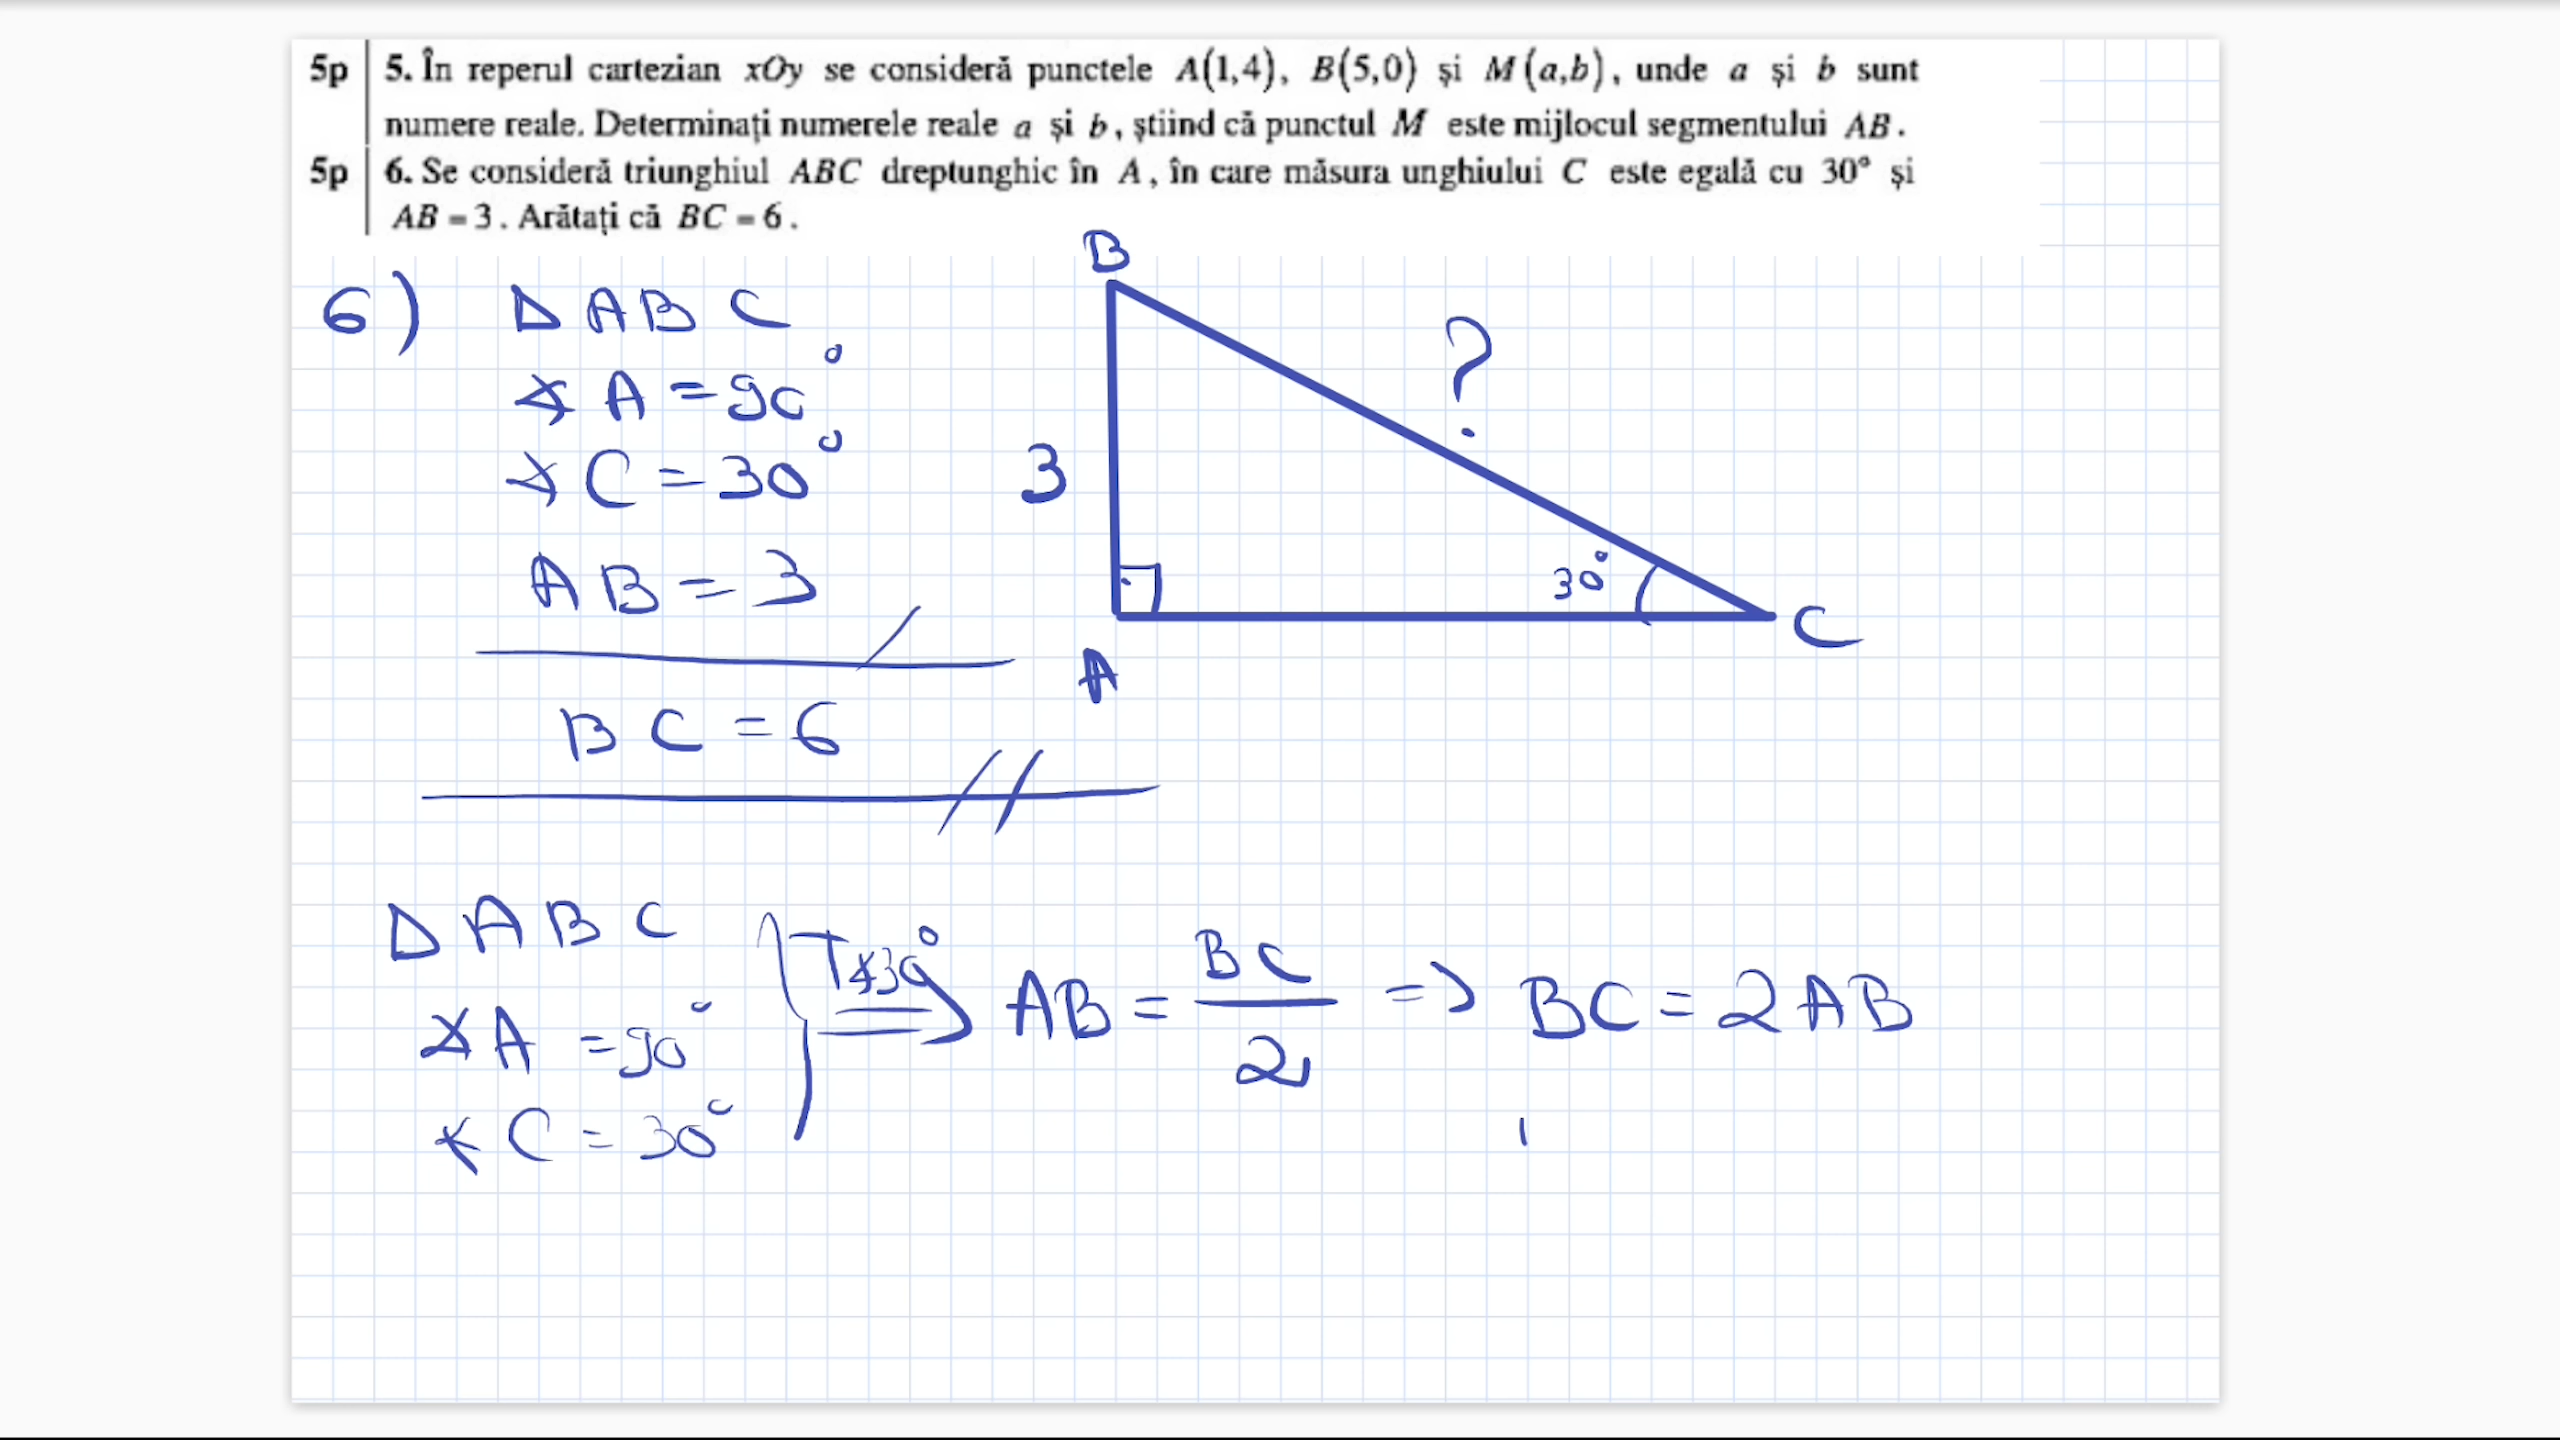 5p 5. În reperul cartezian xOy se consideră punctele A(1,4), B(5,0) și M(a,b), unde a și b sunt
numere reale. Determinați numerele reale a și b, știind că punctul M este mijlocul segmentului AB.
5p 6. Se consideră triunghiul ABC dreptunghic în A, în care măsura unghiului C este egală cu 30° și
AB = 3. Arătați că BC = 6.
6) Δ ABC
∢ A = 90°
∢ C = 30°
AB = 3
BC = 6
B
?
3
30°
C
A
Δ ABC
∢ A = 90°
∢ C = 30°
T∢30° ⇒ AB = BC/2 => BC = 2AB